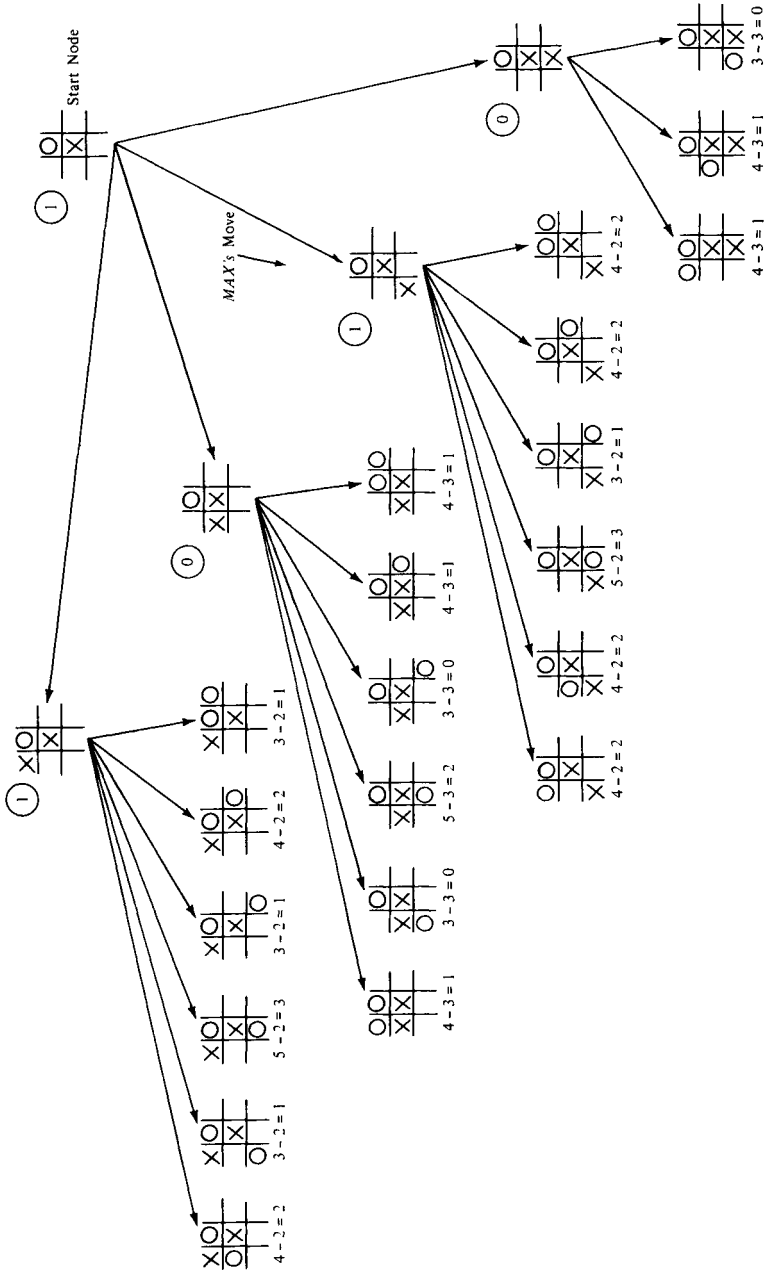 1
O
X
Start Node
1
X O
X
0
O
X X
MAX's Move
1
O
X
X
0
O
X
X
X O
O X
4 – 2 = 2
X O
X
O
3 – 2 = 1
X O
X
O
5 – 2 = 3
X O
X
O
3 – 2 = 1
X O
X O
4 – 2 = 2
X O O
X
3 – 2 = 1
O O
X X
4 – 3 = 1
O
X X
O
3 – 3 = 0
O
X X
O
5 – 3 = 2
O
X X
O
3 – 3 = 0
O
X X O
4 – 3 = 1
O O
X X
4 – 3 = 1
O O
X
X
4 – 2 = 2
O
O X
X
4 – 2 = 2
O
X
X O
5 – 2 = 3
O
X
X O
3 – 2 = 1
O
X O
X
4 – 2 = 2
O O
X
X
4 – 2 = 2
O O
X
X
4 – 3 = 1
O
O X
X
4 – 3 = 1
O
X
O X
3 – 3 = 0